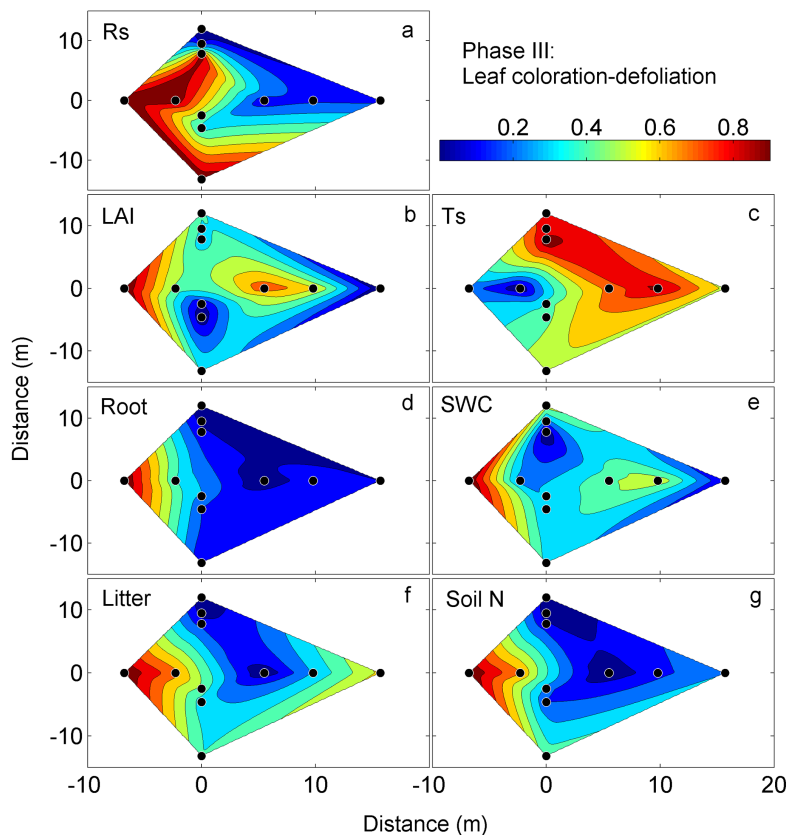 10
0
-10
Rs
a
Phase III:
Leaf coloration-defoliation
0.2 0.4 0.6 0.8
10
0
-10
LAI
b
Ts
c
Distance (m)
10
0
-10
Root
d
SWC
e
10
0
-10
Litter
f
Soil N
g
-10 0 10 -10 0 10 20
Distance (m)